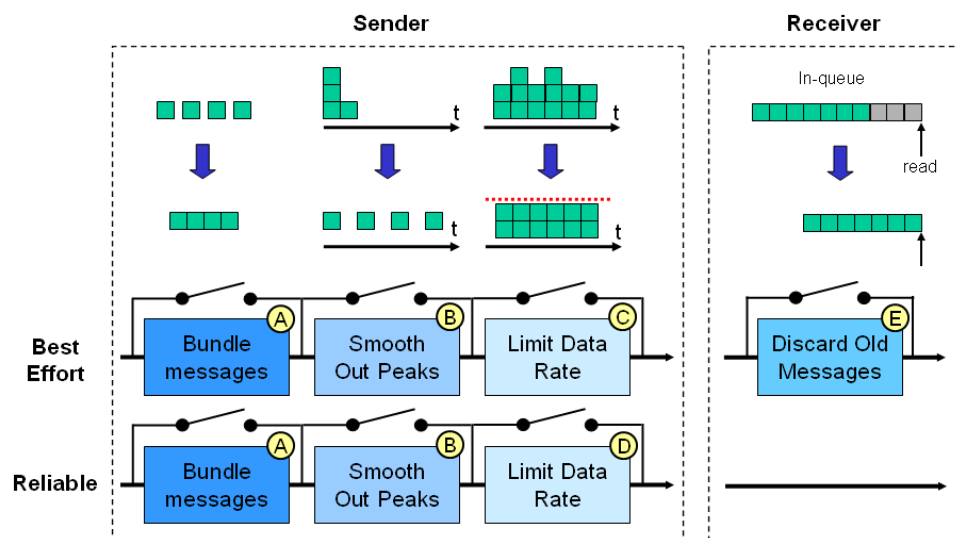 Sender
Receiver
In-queue
t
t
read
t
t
A
B
C
E
Best
Effort
Bundle
messages
Smooth
Out Peaks
Limit Data
Rate
Discard Old
Messages
A
B
D
Reliable
Bundle
messages
Smooth
Out Peaks
Limit Data
Rate